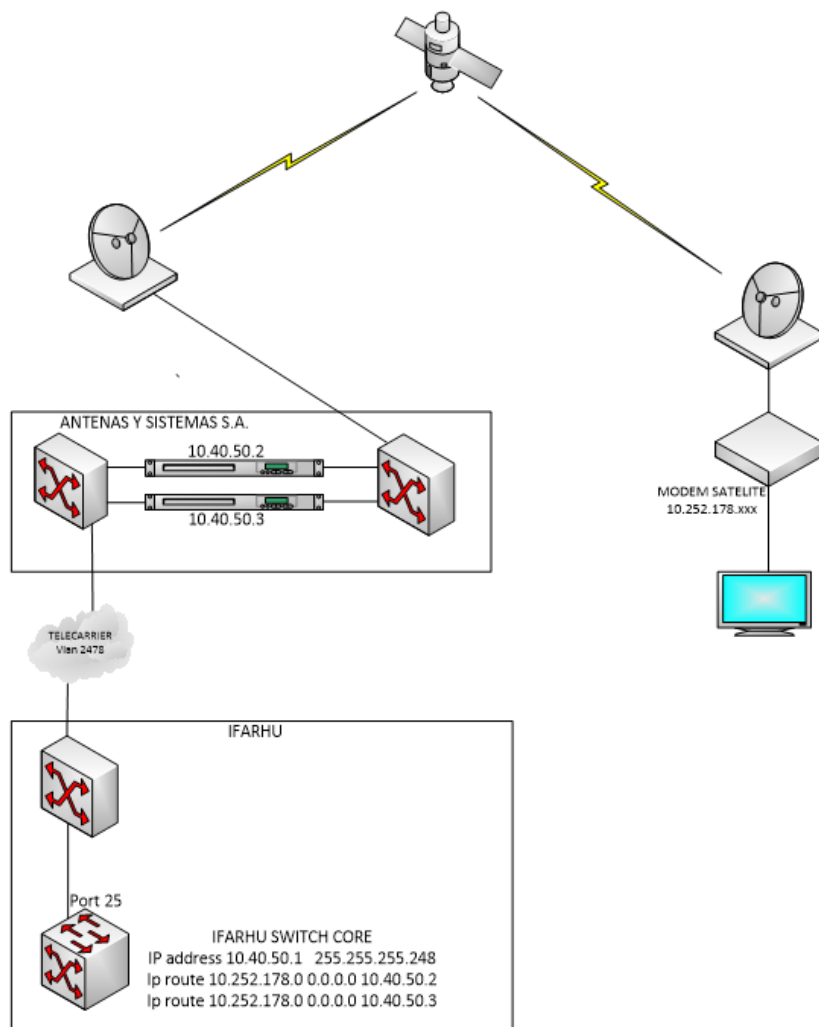 ANTENAS Y SISTEMAS S.A.
10.40.50.2
10.40.50.3
MODEM SATELITE
10.252.178.xxx
TELECARRIER
Vlan 2478
IFARHU
Port 25
IFARHU SWITCH CORE
IP address 10.40.50.1 255.255.255.248
Ip route 10.252.178.0 0.0.0.0 10.40.50.2
Ip route 10.252.178.0 0.0.0.0 10.40.50.3